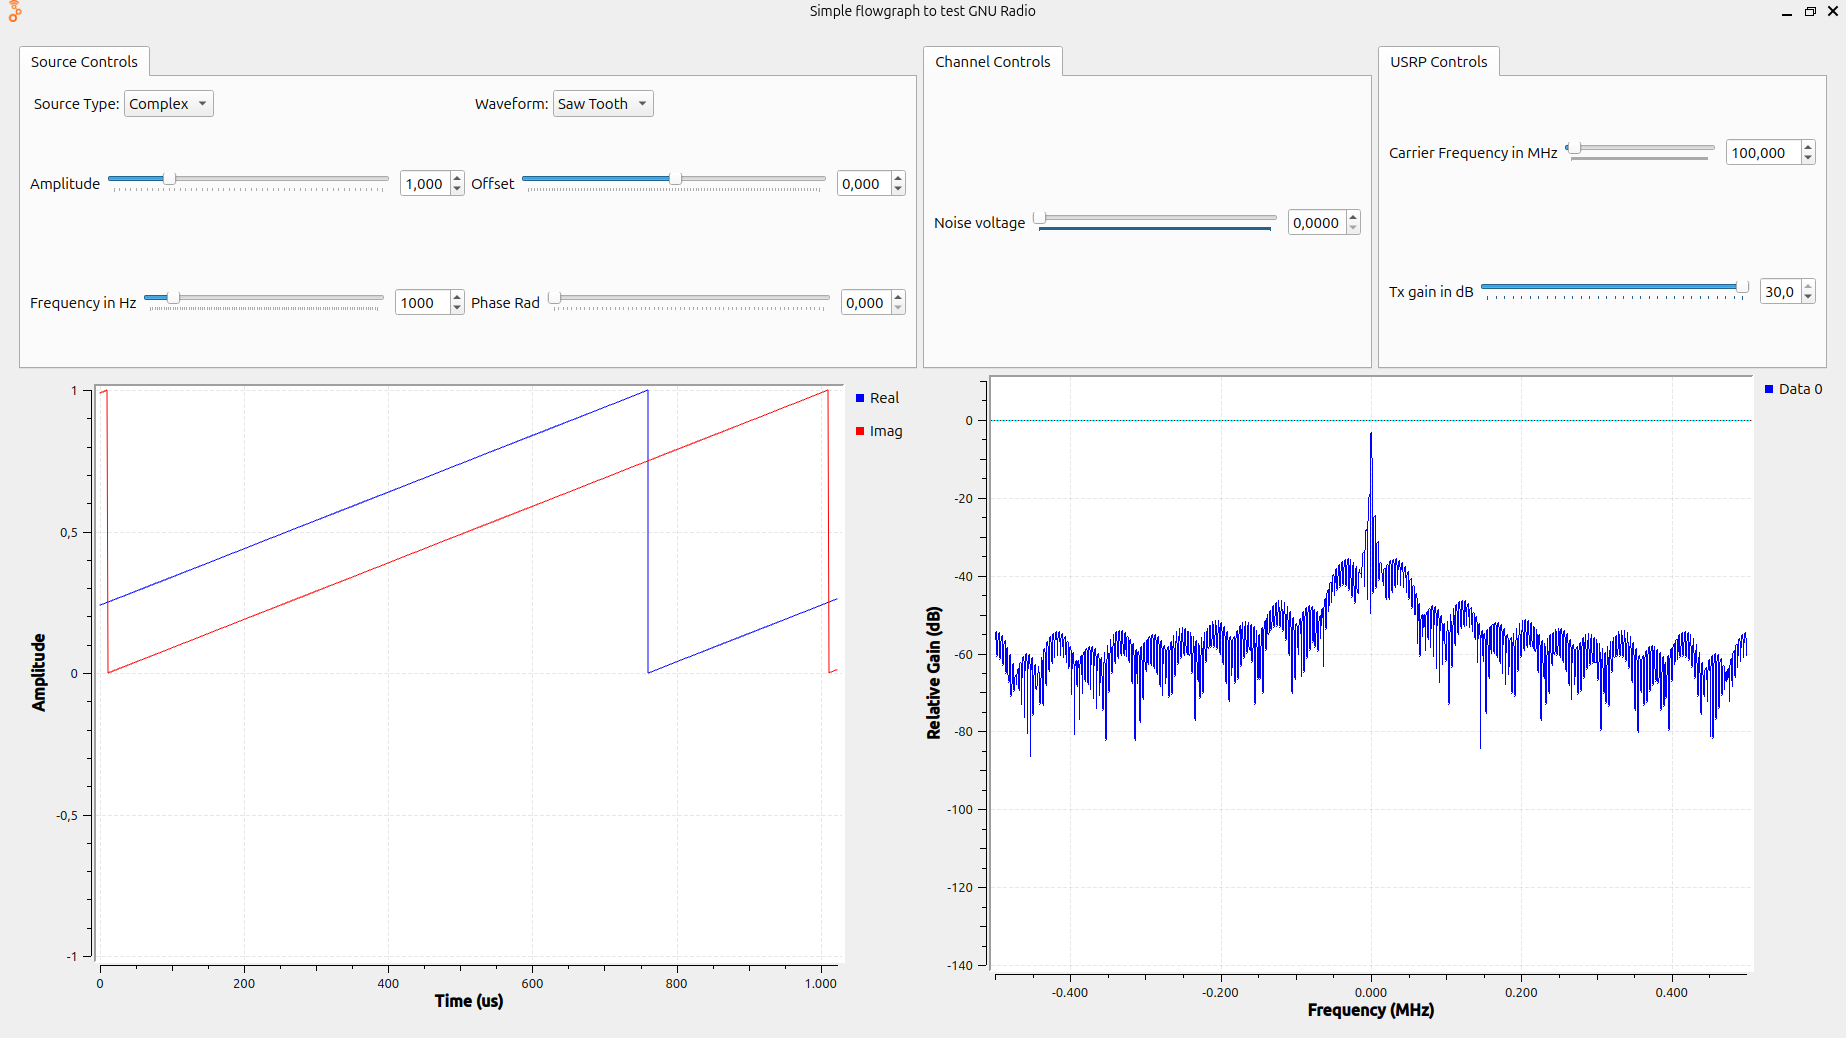 Simple flowgraph to test GNU Radio
Source Controls
Source Type: Complex
Waveform: Saw Tooth
Amplitude 1,000
Offset 0,000
Frequency in Hz 1000
Phase Rad 0,000
Channel Controls
Noise voltage 0,0000
USRP Controls
Carrier Frequency in MHz 100,000
Tx gain in dB 30,0
1
0,5
0
-0,5
-1
Amplitude
0 200 400 600 800 1.000
Time (us)
Real
Imag
0
-20
-40
-60
-80
-100
-120
-140
Relative Gain (dB)
-0.400 -0.200 0.000 0.200 0.400
Frequency (MHz)
Data 0